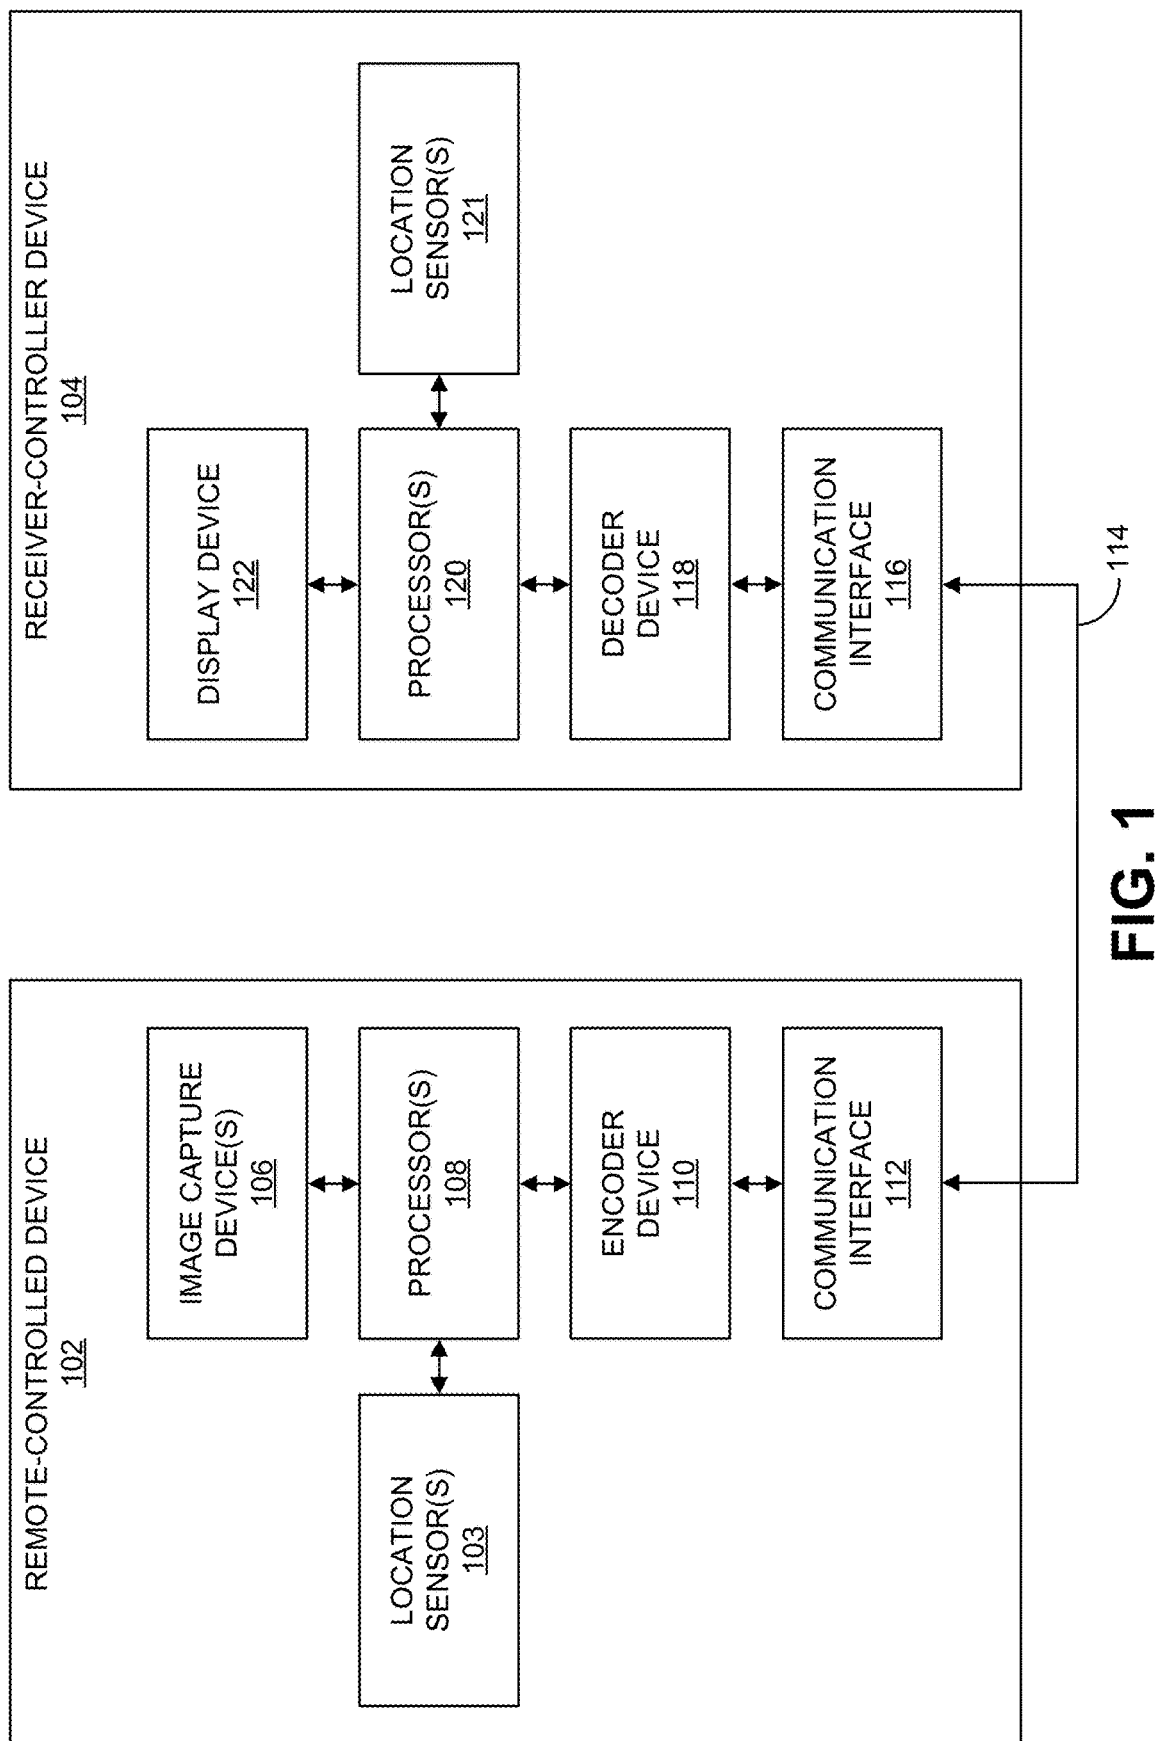 REMOTE-CONTROLLED DEVICE
102
IMAGE CAPTURE
DEVICE(S)
106
LOCATION
SENSOR(S)
103
PROCESSOR(S)
108
ENCODER
DEVICE
110
COMMUNICATION
INTERFACE
112
RECEIVER-CONTROLLER DEVICE
104
DISPLAY DEVICE
122
PROCESSOR(S)
120
LOCATION
SENSOR(S)
121
DECODER
DEVICE
118
COMMUNICATION
INTERFACE
116
114
FIG. 1